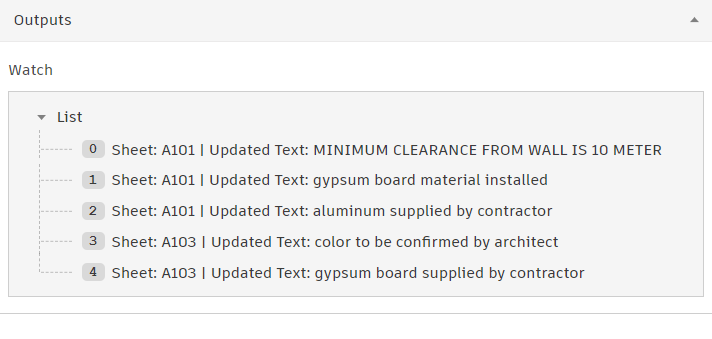 Outputs
Watch
List
0 Sheet: A101 | Updated Text: MINIMUM CLEARANCE FROM WALL IS 10 METER
1 Sheet: A101 | Updated Text: gypsum board material installed
2 Sheet: A101 | Updated Text: aluminum supplied by contractor
3 Sheet: A103 | Updated Text: color to be confirmed by architect
4 Sheet: A103 | Updated Text: gypsum board supplied by contractor